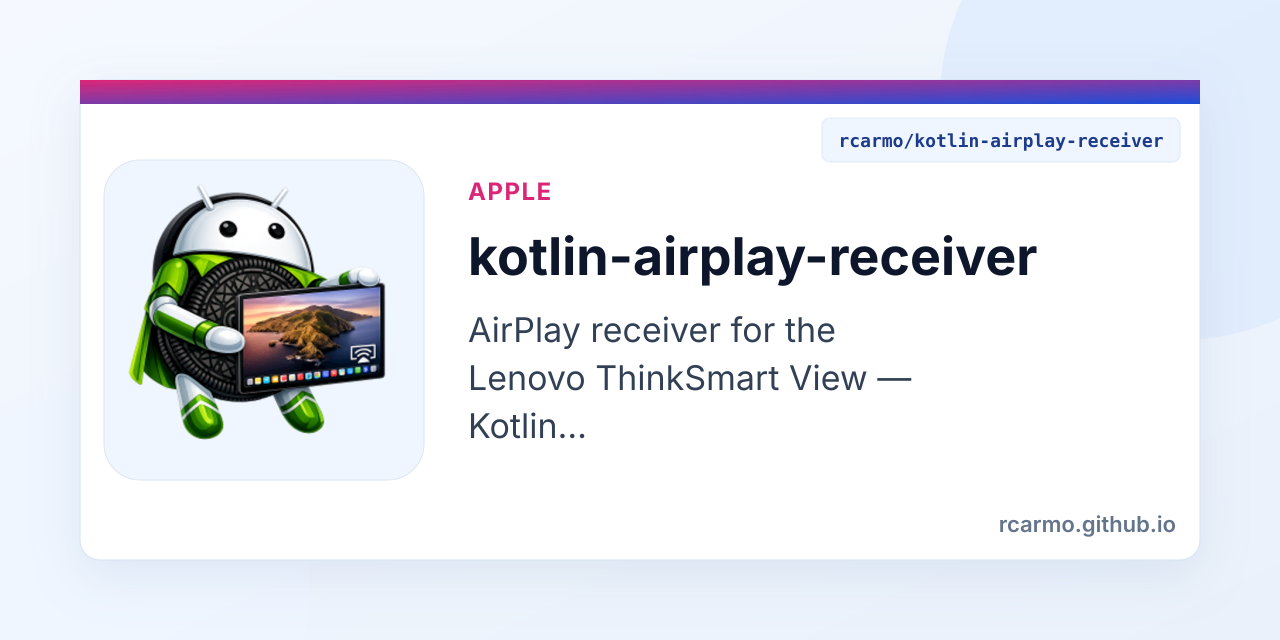 rcarmo/kotlin-airplay-receiver
APPLE
kotlin-airplay-receiver
AirPlay receiver for the
Lenovo ThinkSmart View —
Kotlin...
rcarmo.github.io